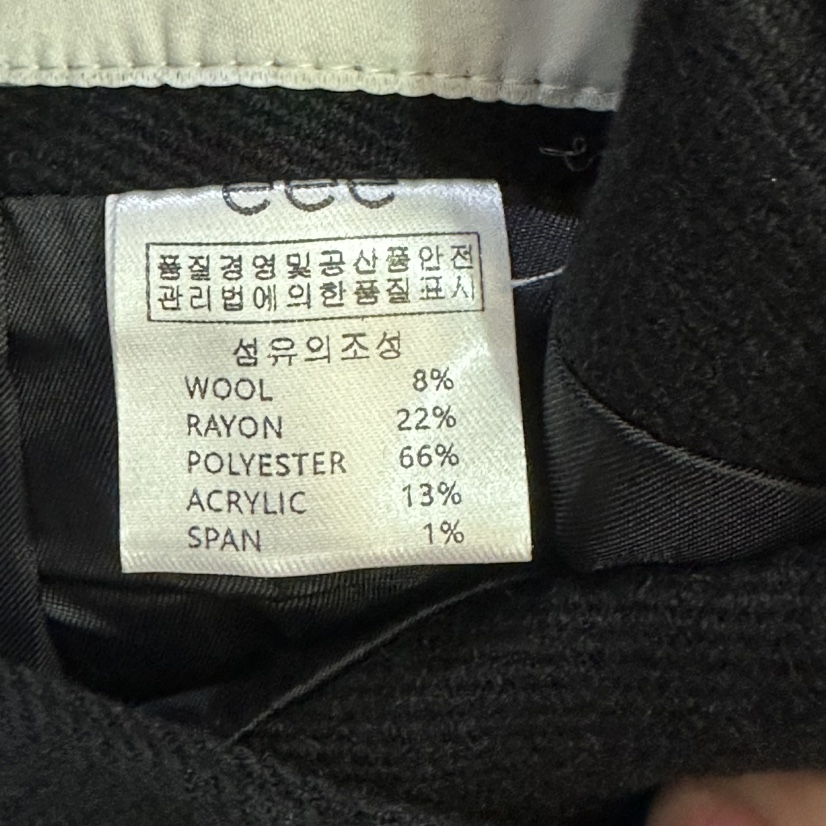 eee
품질경영및공산품안전
관리법에의한품질표시
섬유의조성
WOOL 8%
RAYON 22%
POLYESTER 66%
ACRYLIC 13%
SPAN 1%